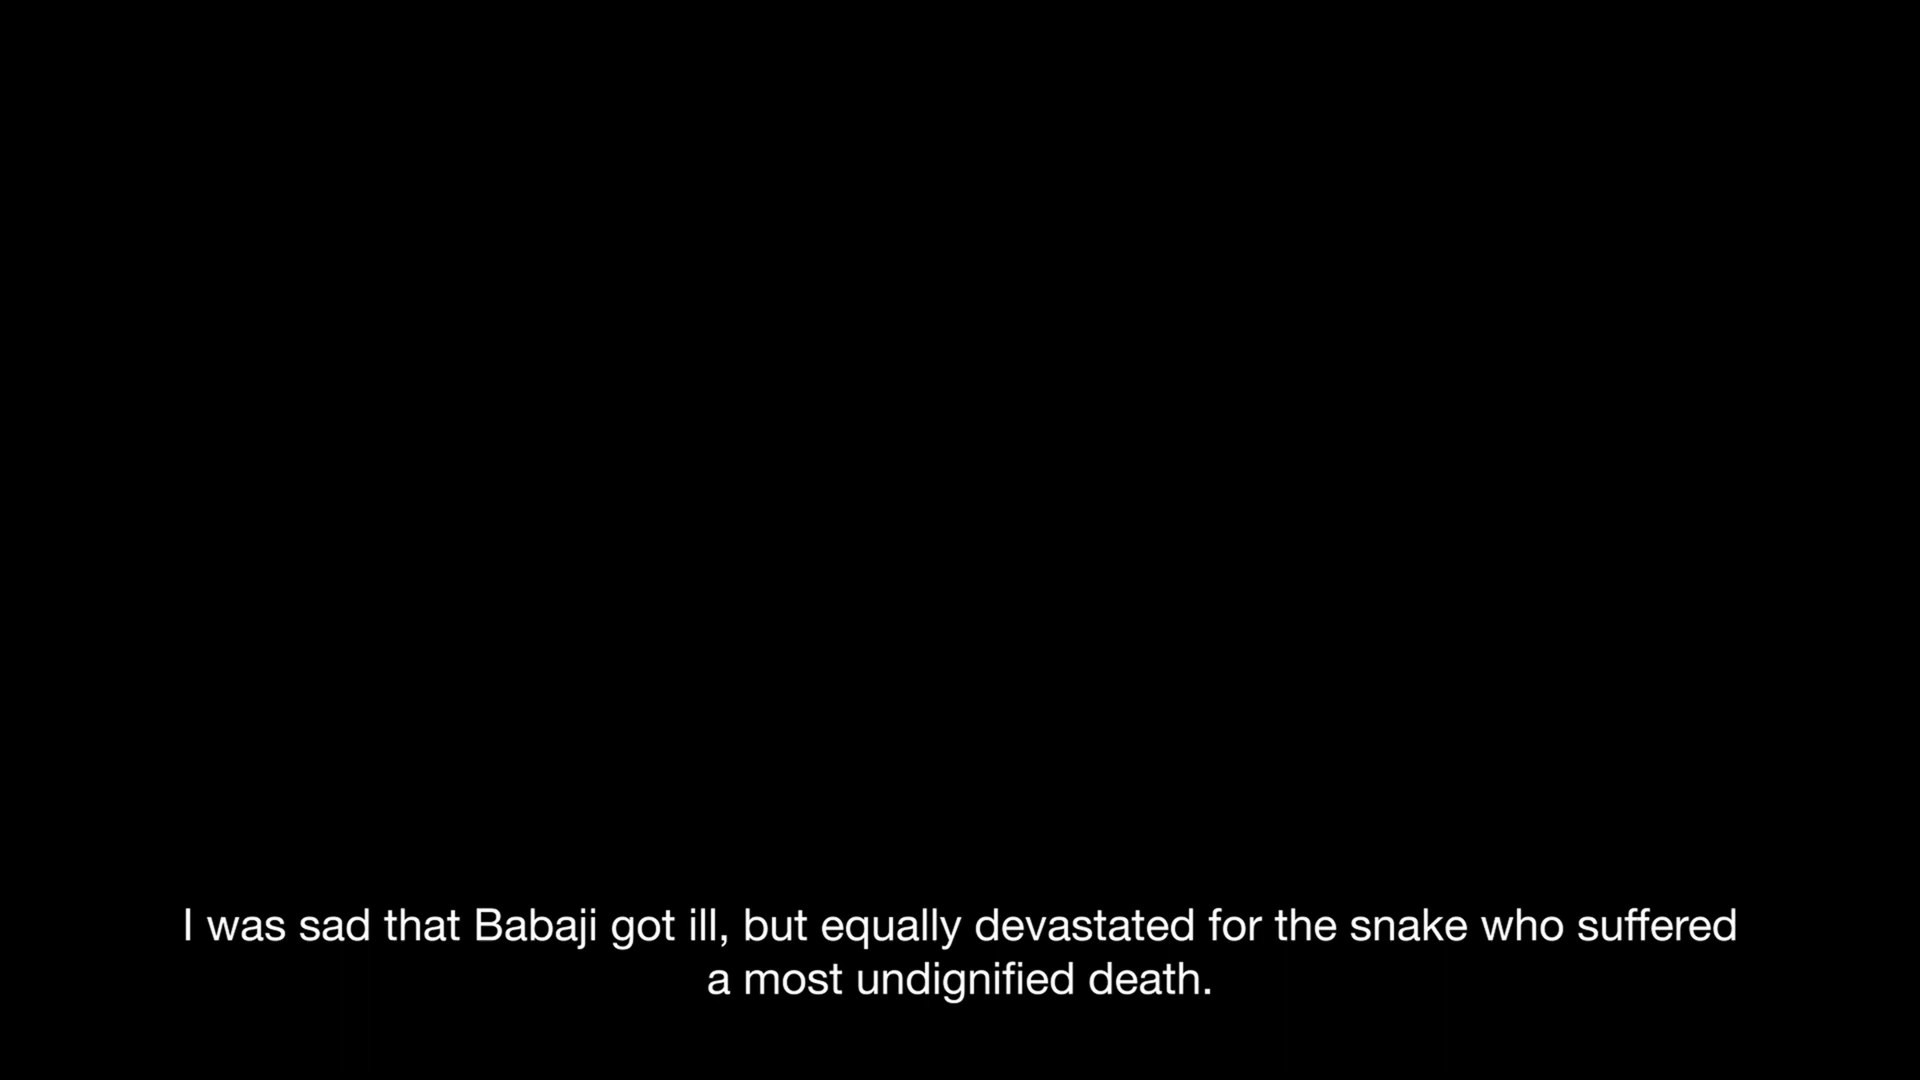 I was sad that Babaji got ill, but equally devastated for the snake who suffered
a most undignified death.